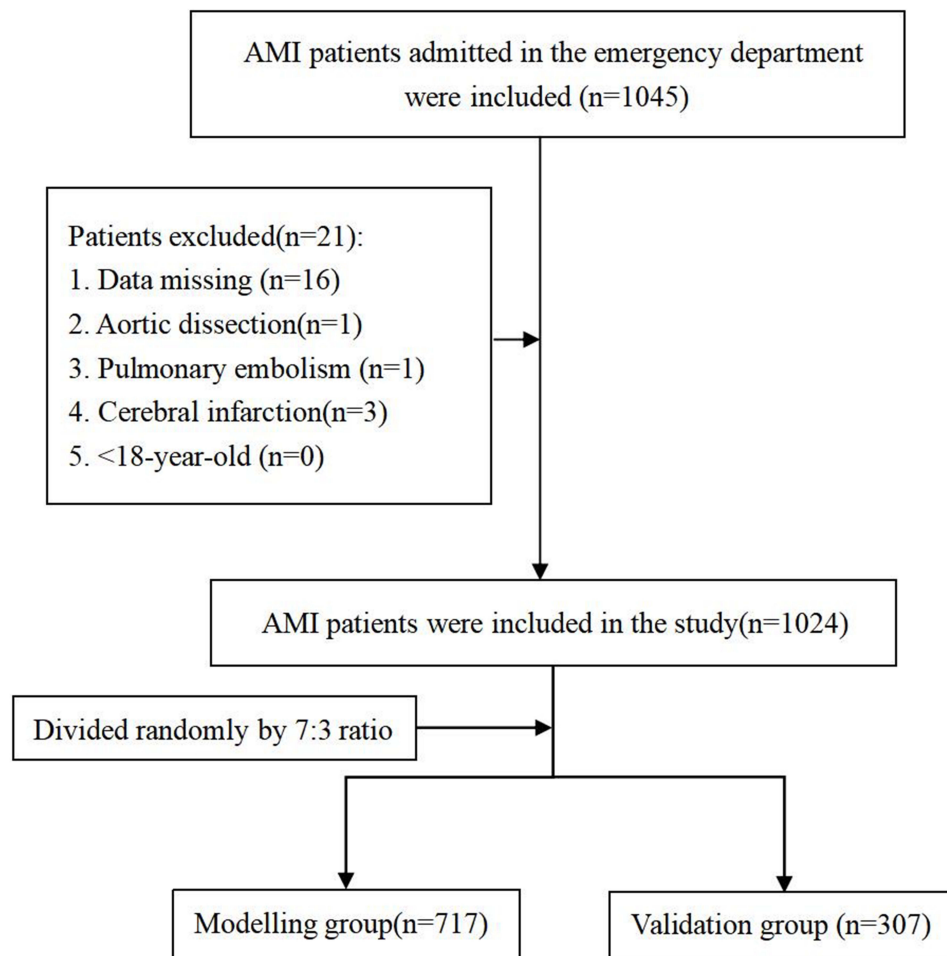 AMI patients admitted in the emergency department
were included (n=1045)
Patients excluded(n=21):
1. Data missing (n=16)
2. Aortic dissection(n=1)
3. Pulmonary embolism (n=1)
4. Cerebral infarction(n=3)
5. <18-year-old (n=0)
AMI patients were included in the study(n=1024)
Divided randomly by 7:3 ratio
Modelling group(n=717)
Validation group (n=307)